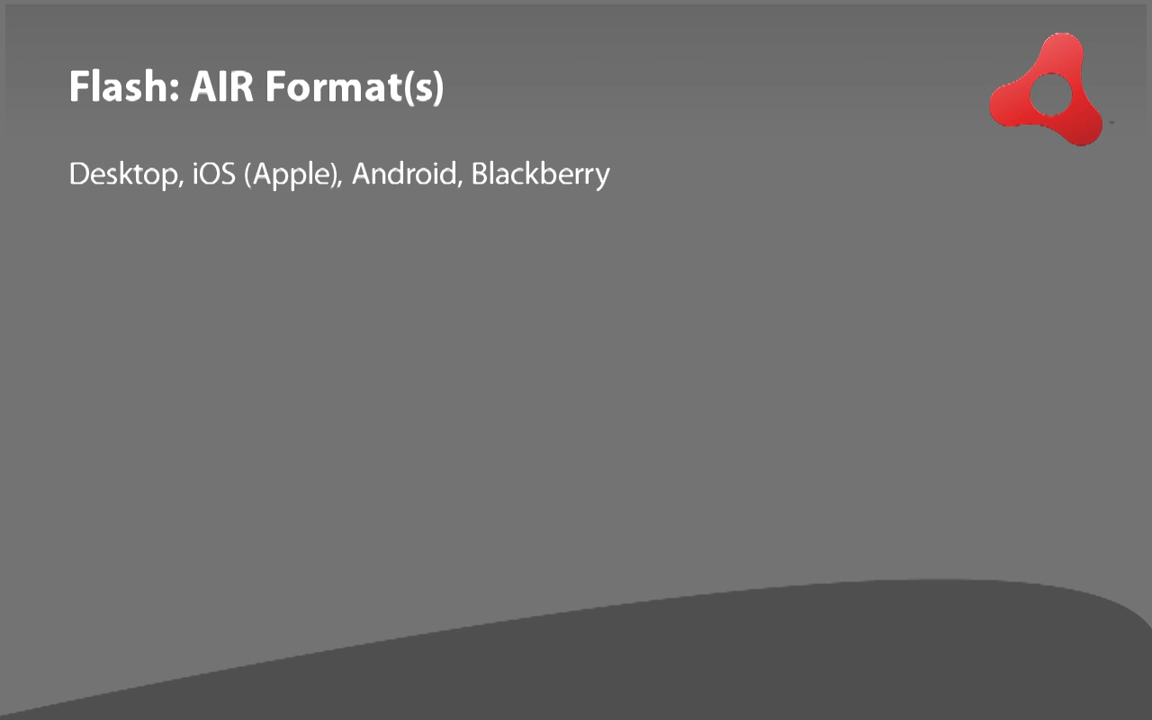 Flash: AIR Format(s)
Desktop, iOS (Apple), Android, Blackberry